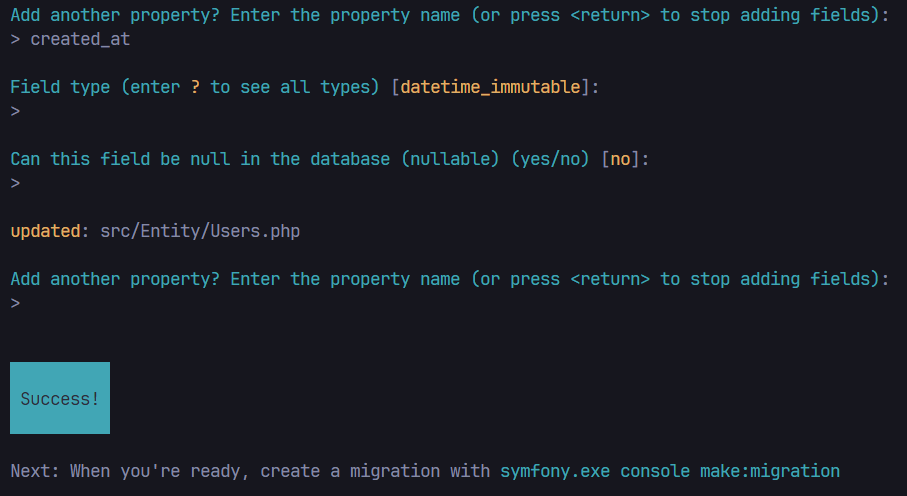 Add another property? Enter the property name (or press <return> to stop adding fields):
> created_at
Field type (enter ? to see all types) [datetime_immutable]:
>
Can this field be null in the database (nullable) (yes/no) [no]:
>
updated: src/Entity/Users.php
Add another property? Enter the property name (or press <return> to stop adding fields):
>
Success!
Next: When you're ready, create a migration with symfony.exe console make:migration